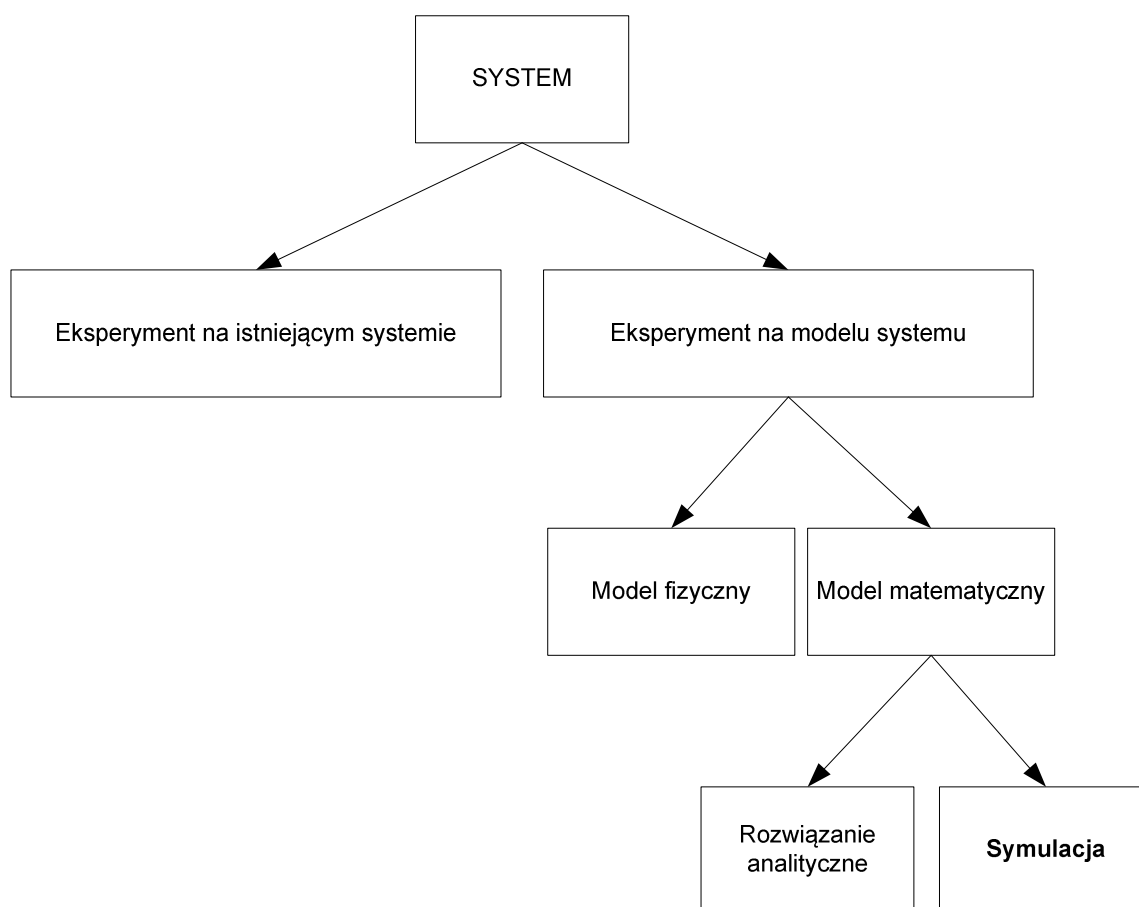 SYSTEM
Eksperyment na istniejącym systemie
Eksperyment na modelu systemu
Model fizyczny
Model matematyczny
Rozwiązanie
analityczne
Symulacja